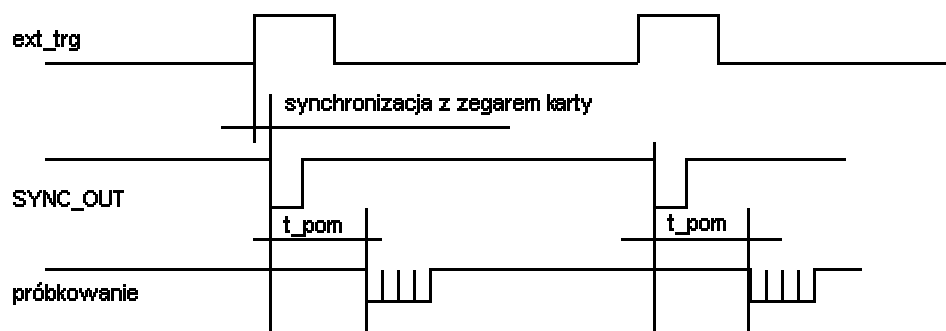 ext_trg
synchronizacja z zegarem karty
SYNC_OUT
t_pom
t_pom
próbkowanie